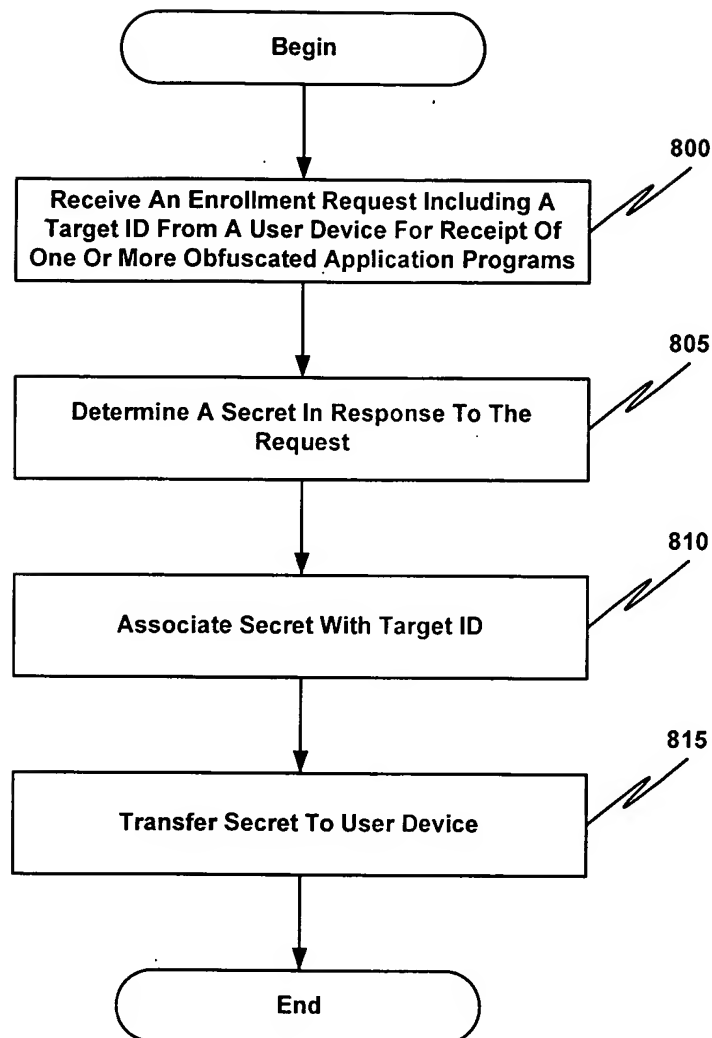 Begin
800
Receive An Enrollment Request Including A
Target ID From A User Device For Receipt Of
One Or More Obfuscated Application Programs
805
Determine A Secret In Response To The
Request
810
Associate Secret With Target ID
815
Transfer Secret To User Device
End